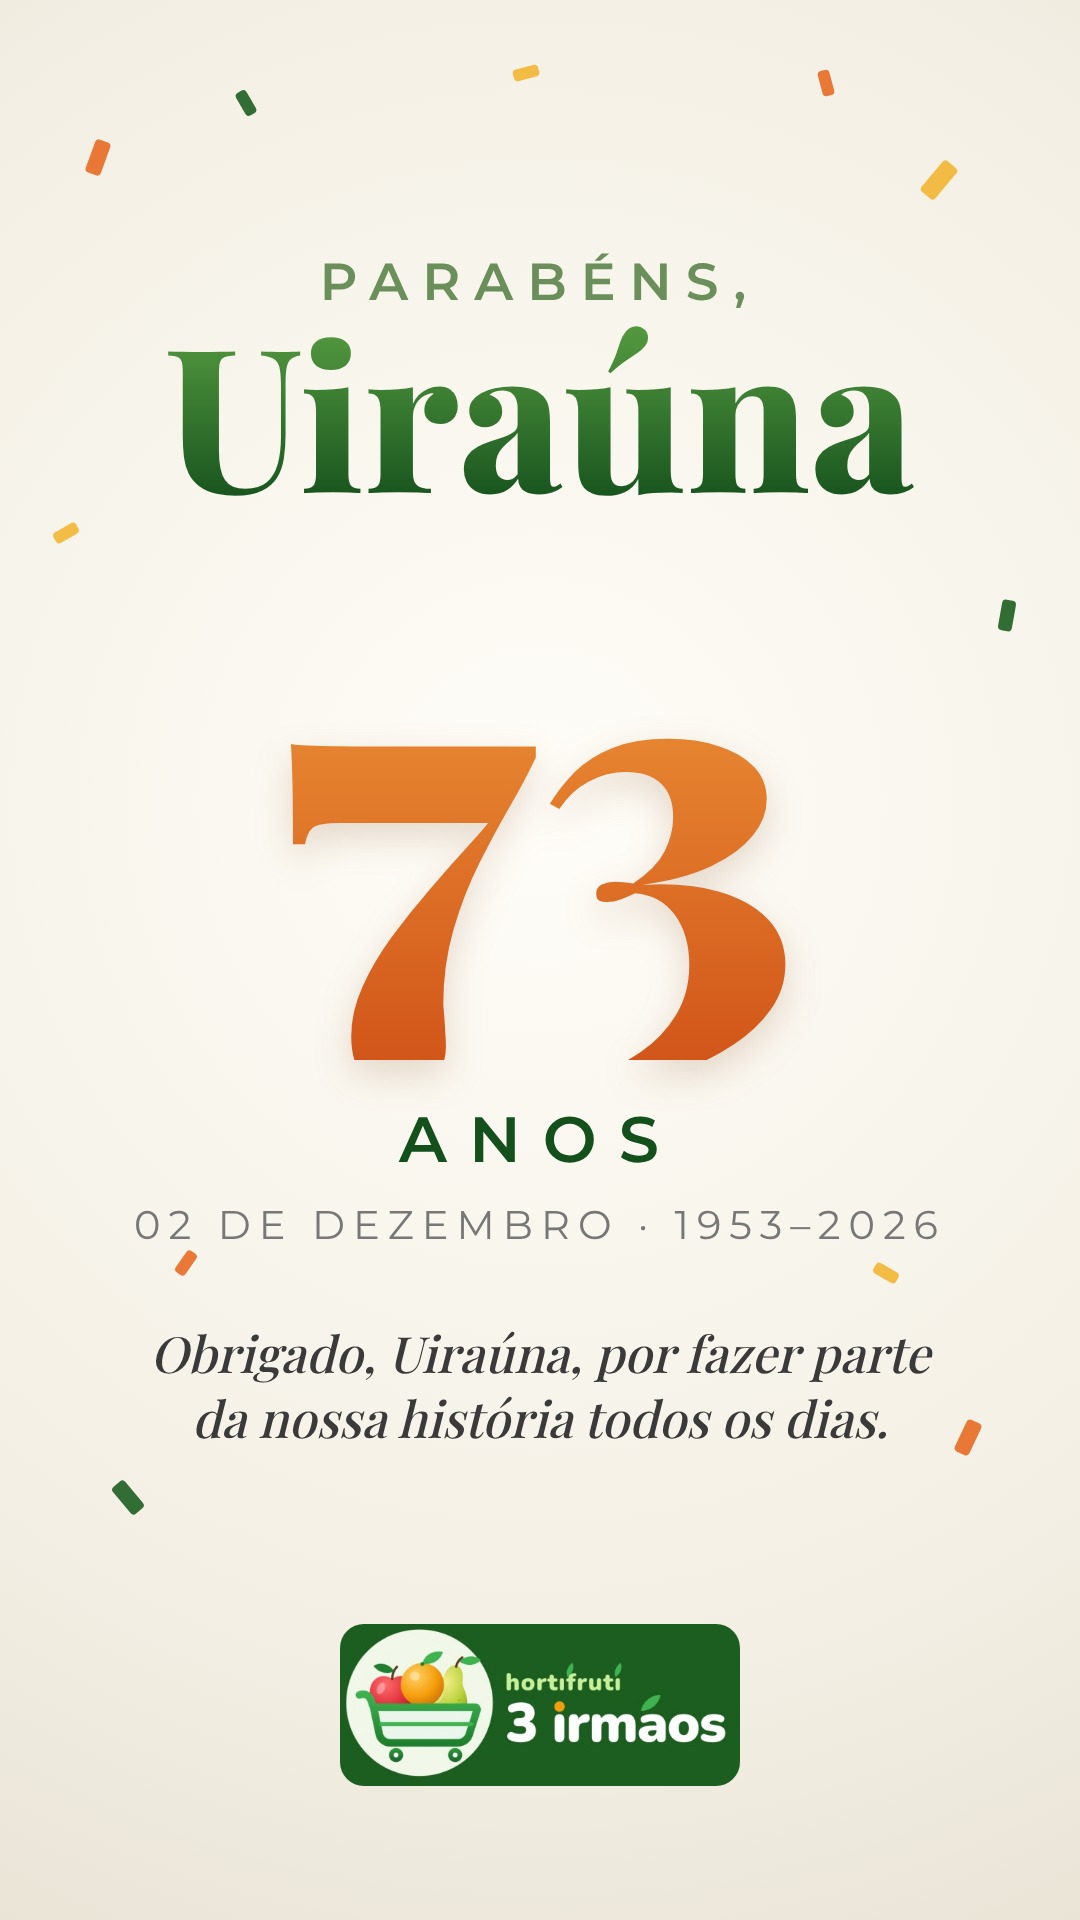 PARABÉNS,
Uiraúna
73
ANOS
02 DE DEZEMBRO · 1953–2026
Obrigado, Uiraúna, por fazer parte
da nossa história todos os dias.
hortifruti
3 irmãos